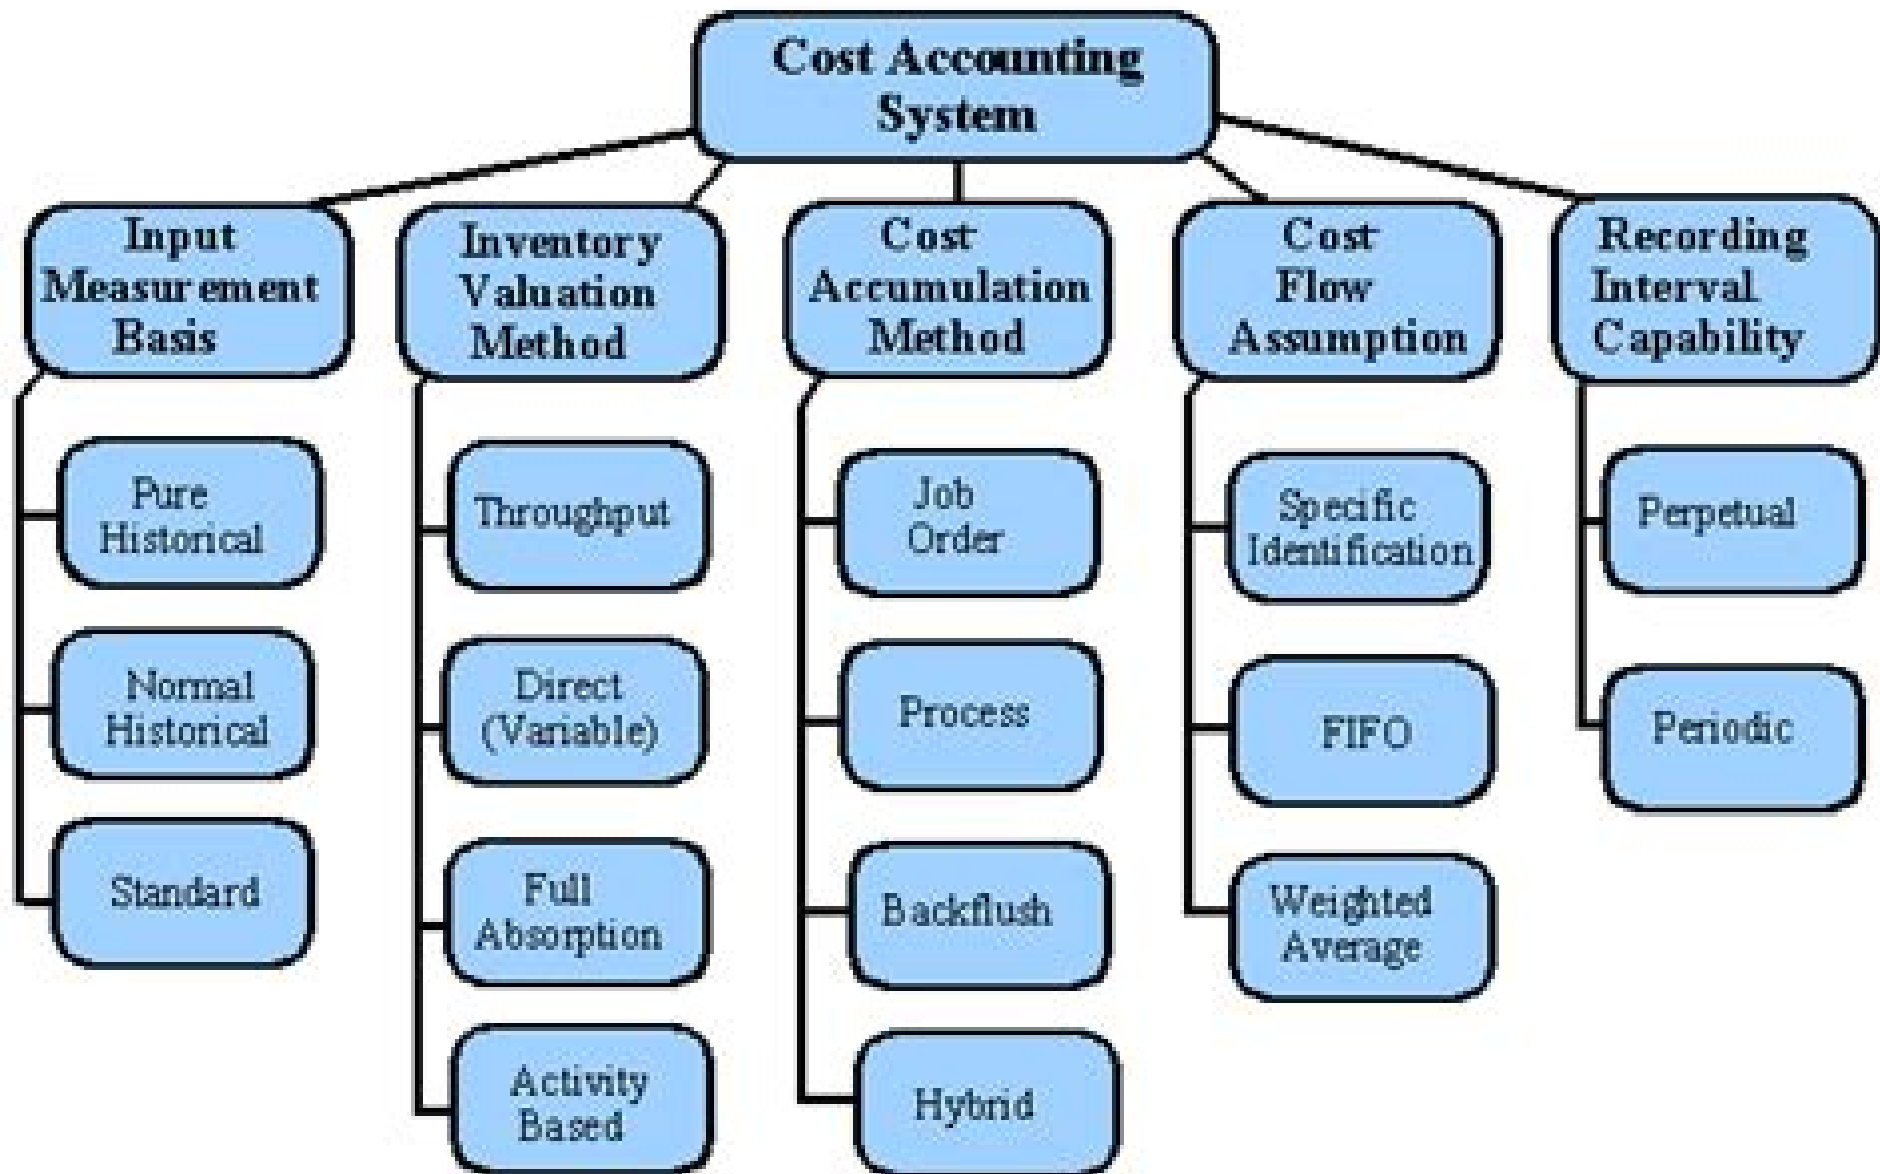 Cost Accounting
System
Input
Measurement
Basis
Pure
Historical
Normal
Historical
Standard
Inventory
Valuation
Method
Throughput
Direct
(Variable)
Full
Absorption
Activity
Based
Cost
Accumulation
Method
Job
Order
Process
Backflush
Hybrid
Cost
Flow
Assumption
Specific
Identification
FIFO
Weighted
Average
Recording
Interval
Capability
Perpetual
Periodic